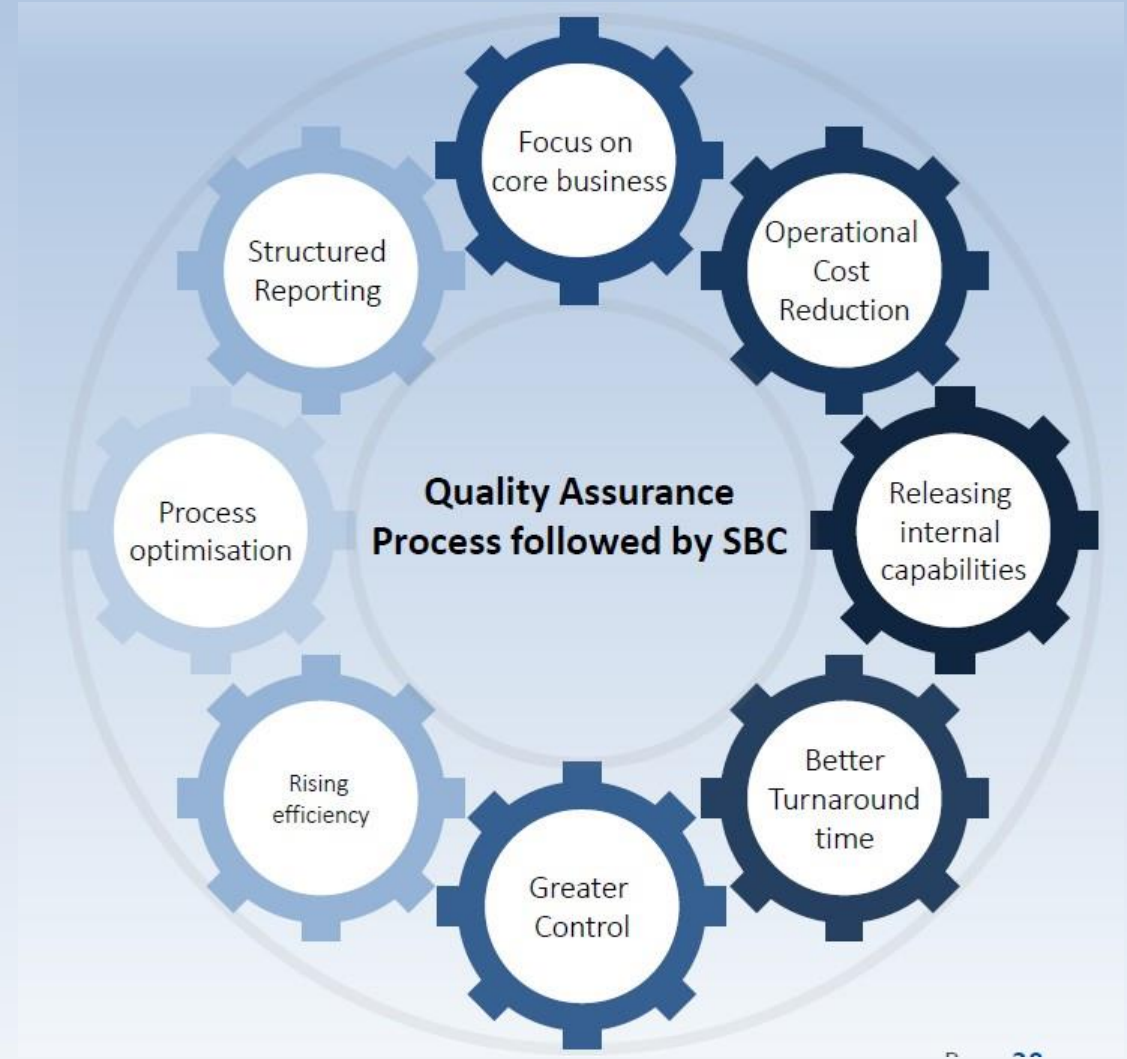 Focus on
core business
Operational
Cost
Reduction
Releasing
internal
capabilities
Better
Turnaround
time
Greater
Control
Rising
efficiency
Process
optimisation
Structured
Reporting
Quality Assurance
Process followed by SBC